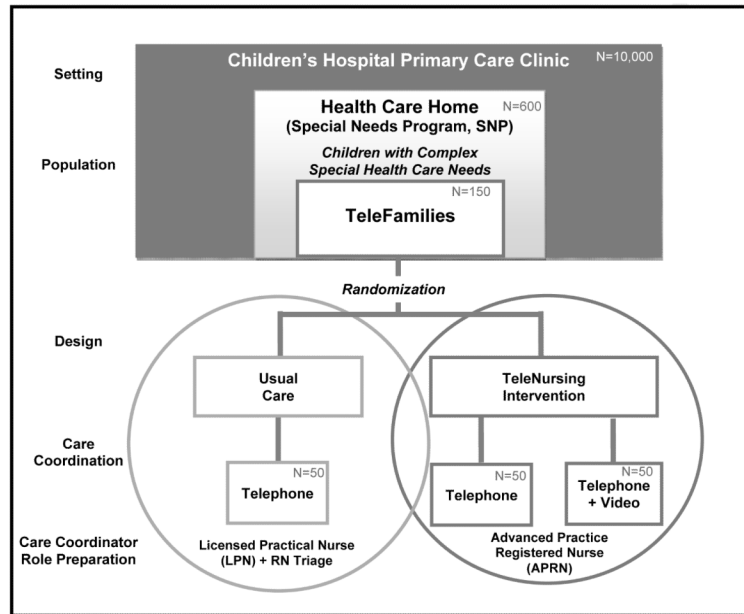 Setting
Children's Hospital Primary Care Clinic
N=10,000
Health Care Home
N=600
(Special Needs Program, SNP)
Population
Children with Complex
Special Health Care Needs
N=150
TeleFamilies
Randomization
Design
Usual
Care
TeleNursing
Intervention
Care
Coordination
N=50
Telephone
N=50
Telephone
N=50
Telephone
+ Video
Care Coordinator
Role Preparation
Licensed Practical Nurse
(LPN) + RN Triage
Advanced Practice
Registered Nurse
(APRN)